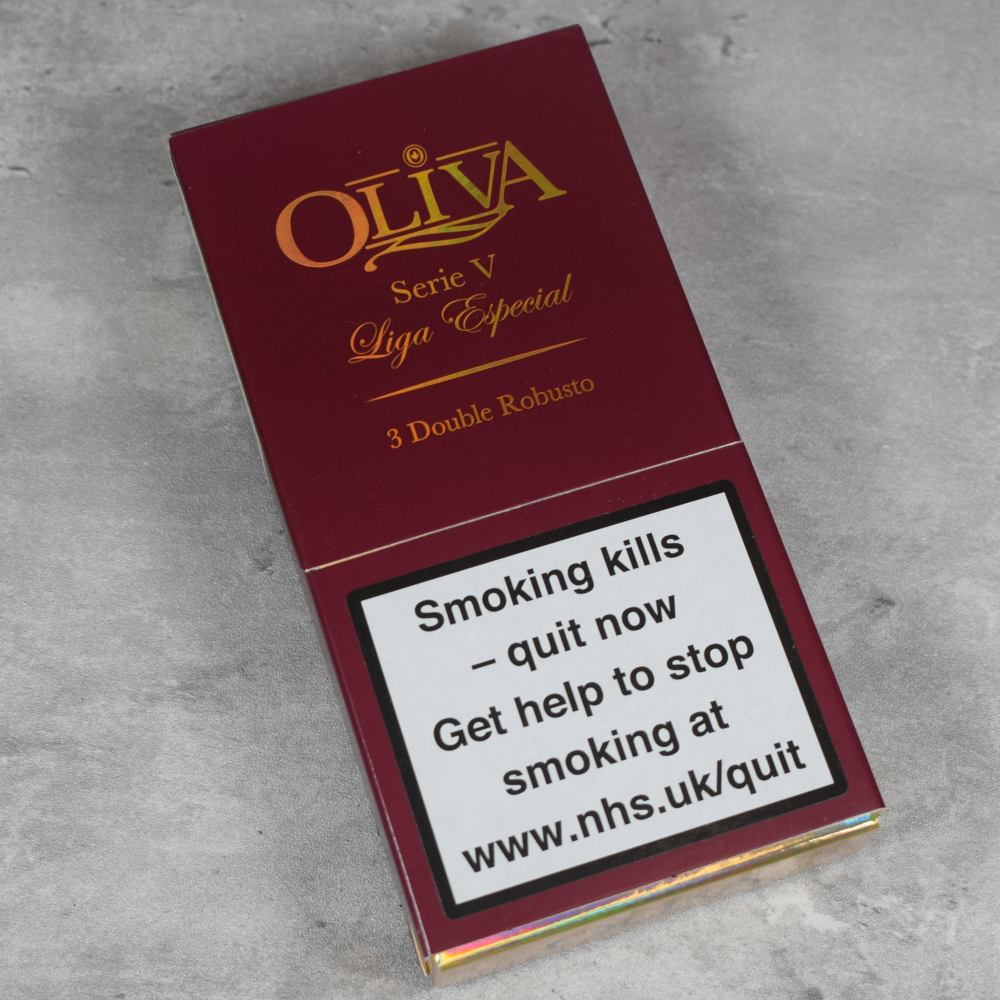 OLIVA
Serie V
Liga Especial
3 Double Robusto
Smoking kills
– quit now
Get help to stop
smoking at
www.nhs.uk/quit